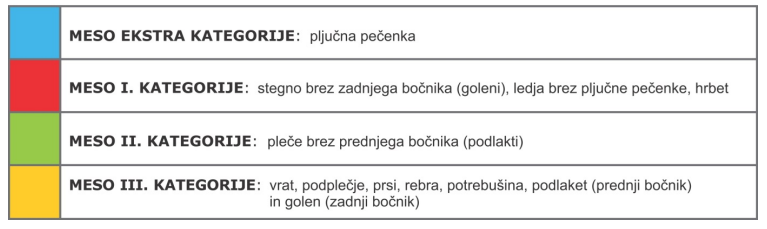 MESO EKSTRA KATEGORIJE: pljučna pečenka
MESO I. KATEGORIJE: stegno brez zadnjega bočnika (goleni), ledja brez pljučne pečenke, hrbet
MESO II. KATEGORIJE: pleče brez prednjega bočnika (podlakti)
MESO III. KATEGORIJE: vrat, podplečje, prsi, rebra, potrebušina, podlaket (prednji bočnik)
in golen (zadnji bočnik)